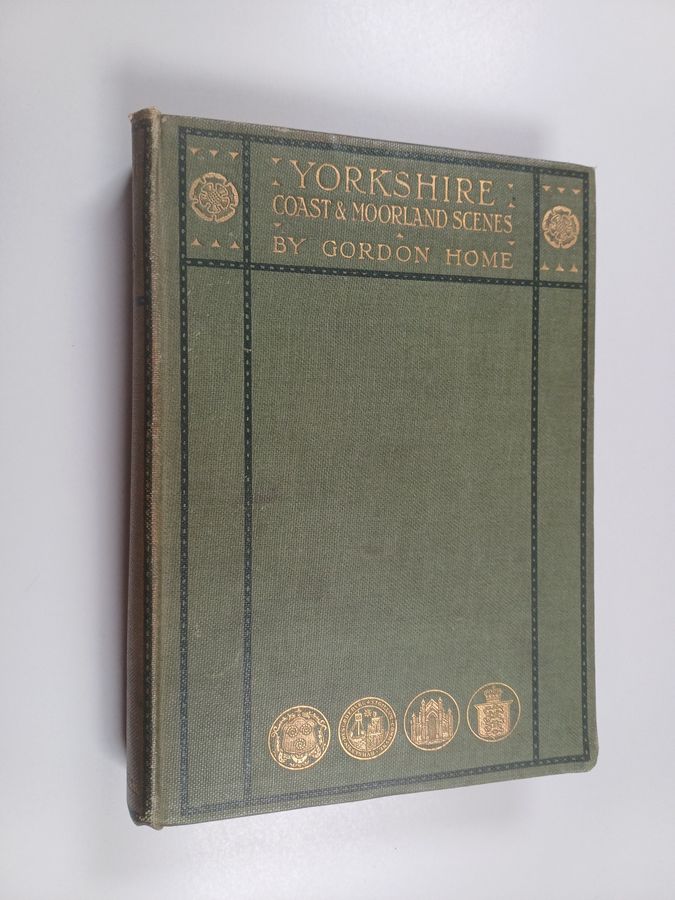 YORKSHIRE
COAST & MOORLAND SCENES
BY GORDON HOME